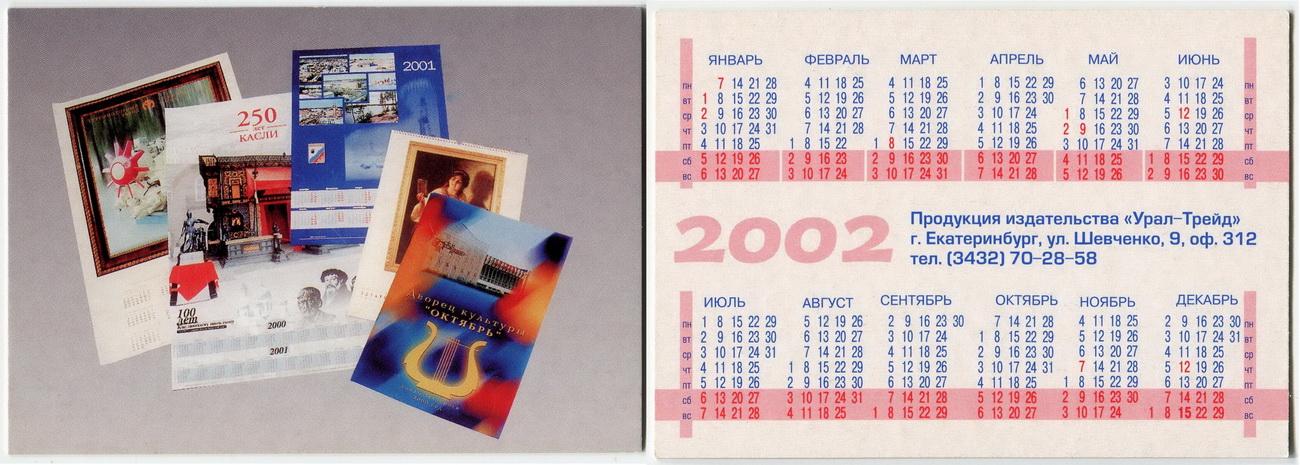 2001
250
лет
КАСЛИ
100
лет
2000
2001
Дворец культуры
"ОКТЯБРЬ"
ЯНВАРЬ ФЕВРАЛЬ МАРТ АПРЕЛЬ МАЙ ИЮНЬ
пн 7 14 21 28 4 11 18 25 4 11 18 25 1 8 15 22 29 6 13 20 27 3 10 17 24 пн
вт 1 8 15 22 29 5 12 19 26 5 12 19 26 2 9 16 23 30 7 14 21 28 4 11 18 25 вт
ср 2 9 16 23 30 6 13 20 27 6 13 20 27 3 10 17 24 1 8 15 22 29 5 12 19 26 ср
чт 3 10 17 24 31 7 14 21 28 7 14 21 28 4 11 18 25 2 9 16 23 30 6 13 20 27 чт
пт 4 11 18 25 1 8 15 22 1 8 15 22 29 5 12 19 26 3 10 17 24 31 7 14 21 28 пт
сб 5 12 19 26 2 9 16 23 2 9 16 23 30 6 13 20 27 4 11 18 25 1 8 15 22 29 сб
вс 6 13 20 27 3 10 17 24 3 10 17 24 31 7 14 21 28 5 12 19 26 2 9 16 23 30 вс
2002
Продукция издательства «Урал-Трейд»
г. Екатеринбург, ул. Шевченко, 9, оф. 312
тел. (3432) 70-28-58
ИЮЛЬ АВГУСТ СЕНТЯБРЬ ОКТЯБРЬ НОЯБРЬ ДЕКАБРЬ
пн 1 8 15 22 29 5 12 19 26 2 9 16 23 30 7 14 21 28 4 11 18 25 2 9 16 23 30 пн
вт 2 9 16 23 30 6 13 20 27 3 10 17 24 1 8 15 22 29 5 12 19 26 3 10 17 24 31 вт
ср 3 10 17 24 31 7 14 21 28 4 11 18 25 2 9 16 23 30 6 13 20 27 4 11 18 25 ср
чт 4 11 18 25 1 8 15 22 29 5 12 19 26 3 10 17 24 31 7 14 21 28 5 12 19 26 чт
пт 5 12 19 26 2 9 16 23 30 6 13 20 27 4 11 18 25 1 8 15 22 29 6 13 20 27 пт
сб 6 13 20 27 3 10 17 24 31 7 14 21 28 5 12 19 26 2 9 16 23 30 7 14 21 28 сб
вс 7 14 21 28 4 11 18 25 1 8 15 22 29 6 13 20 27 3 10 17 24 1 8 15 22 29 вс